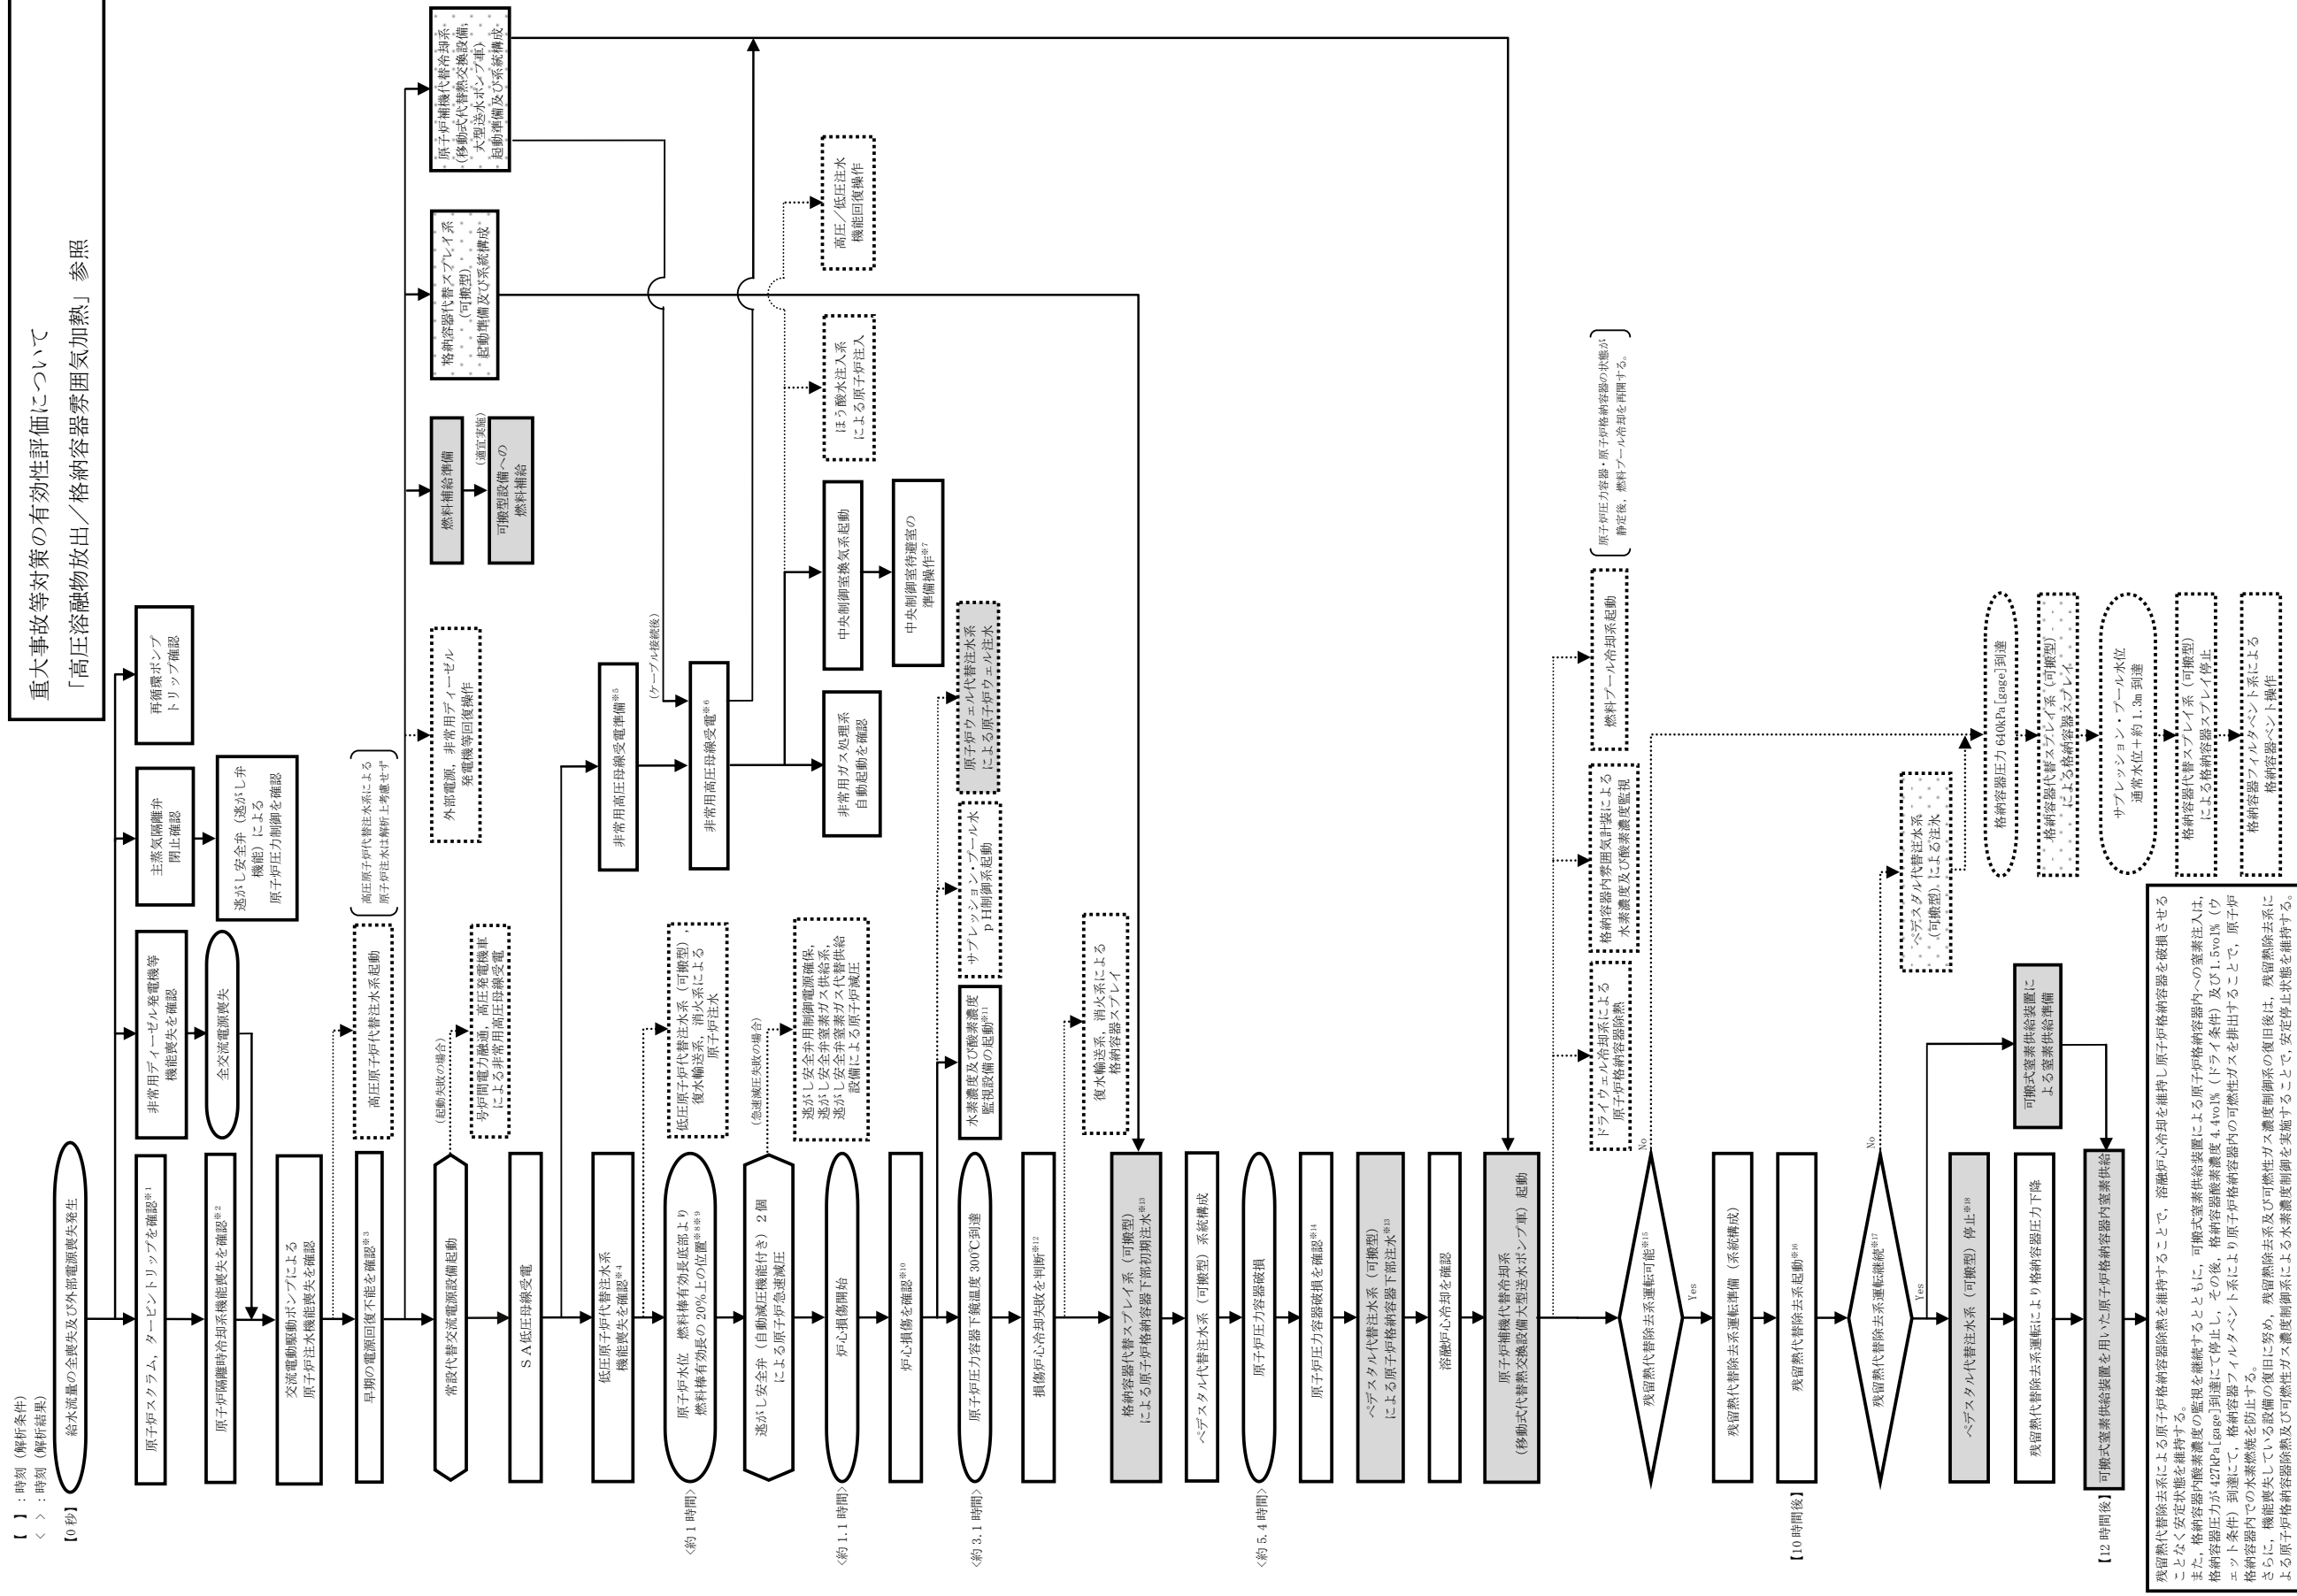 重大事故等対策の有効性評価について
「高圧溶融物放出／格納容器雰囲気加熱」参照
【　】：時刻（解析条件）
＜　＞：時刻（解析結果）
【0 秒】
給水流量の全喪失及び外部電源喪失発生
原子炉スクラム，タービントリップを確認※1
非常用ディーゼル発電機等
機能喪失を確認
主蒸気隔離弁
閉止確認
再循環ポンプ
トリップ確認
原子炉隔離時冷却系機能喪失を確認※2
全交流電源喪失
逃がし安全弁（逃がし弁
機能）による
原子炉圧力制御を確認
交流電動駆動ポンプによる
原子炉注水機能喪失を確認
早期の電源回復不能を確認※3
高圧原子炉代替注水系起動
高圧原子炉代替注水系による
原子炉注水は解析上考慮せず
常設代替交流電源設備起動
（起動失敗の場合）
号炉間電力融通，高圧発電機車
による非常用高圧母線受電
外部電源，非常用ディーゼル
発電機等回復操作
燃料補給準備
（適宜実施）
可搬型設備への
燃料補給
格納容器代替スプレイ系
（可搬型）
起動準備及び系統構成
原子炉補機代替冷却系
（移動式代替熱交換設備，
大型送水ポンプ車）
起動準備及び系統構成
ＳＡ低圧母線受電
低圧原子炉代替注水系
機能喪失を確認※4
非常用高圧母線受電準備※5
（ケーブル接続後）
非常用高圧母線受電※6
<約 1 時間>
原子炉水位　燃料棒有効長底部より
燃料棒有効長の 20％上の位置※8※9
低圧原子炉代替注水系（可搬型），
復水輸送系，消火系による
原子炉注水
逃がし安全弁（自動減圧機能付き）2 個
による原子炉急速減圧
（急速減圧失敗の場合）
逃がし安全弁用制御電源確保，
逃がし安全弁窒素ガス供給系，
逃がし安全弁窒素ガス代替供給
設備による原子炉減圧
非常用ガス処理系
自動起動を確認
中央制御室換気系起動
中央制御室待避室の
準備操作※7
ほう酸水注入系
による原子炉注入
高圧／低圧注水
機能回復操作
<約 1.1 時間>
炉心損傷開始
炉心損傷を確認※10
<約 3.1 時間>
原子炉圧力容器下鏡温度 300℃到達
水素濃度及び酸素濃度
監視設備の起動※11
サプレッション・プール水
ｐＨ制御系起動
原子炉ウェル代替注水系
による原子炉ウェル注水
損傷炉心冷却失敗を判断※12
復水輸送系，消火系による
格納容器スプレイ
格納容器代替スプレイ系（可搬型）
による原子炉格納容器下部初期注水※13
ペデスタル代替注水系（可搬型）系統構成
<約 5.4 時間>
原子炉圧力容器破損
原子炉圧力容器破損を確認※14
ペデスタル代替注水系（可搬型）
による原子炉格納容器下部注水※13
溶融炉心冷却を確認
原子炉補機代替冷却系
（移動式代替熱交換設備大型送水ポンプ車）起動
ドライウェル冷却系による
原子炉格納容器除熱
格納容器内雰囲気計装による
水素濃度及び酸素濃度監視
燃料プール冷却系起動
原子炉圧力容器・原子炉格納容器の状態が
静定後，燃料プール冷却を再開する。
残留熱代替除去系運転可能※15
No
Yes
残留熱代替除去系運転準備（系統構成）
【10 時間後】
残留熱代替除去系起動※16
残留熱代替除去系運転継続※17
No
Yes
ペデスタル代替注水系
（可搬型）による注水
ペデスタル代替注水系（可搬型）停止※18
可搬式窒素供給装置に
よる窒素供給準備
残留熱代替除去系運転により格納容器圧力下降
【12 時間後】
可搬式窒素供給装置を用いた原子炉格納容器内窒素供給
格納容器圧力 640kPa[gage]到達
格納容器代替スプレイ系（可搬型）
による格納容器スプレイ
サプレッション・プール水位
通常水位＋約 1.3m 到達
格納容器代替スプレイ系（可搬型）
による格納容器スプレイ停止
格納容器フィルタベント系による
格納容器ベント操作
残留熱代替除去系による原子炉格納容器除熱を維持することで，溶融炉心冷却を維持し原子炉格納容器を破損させる
ことなく安定状態を維持する。
また，格納容器内酸素濃度の監視を継続するとともに，可搬式窒素供給装置による原子炉格納容器内への窒素注入は，
格納容器圧力が 427kPa[gage]到達にて停止し，その後，格納容器酸素濃度 4.4vol％（ドライ条件）及び 1.5vol％（ウ
ェット条件）到達にて，格納容器フィルタベント系により原子炉格納容器内の可燃性ガスを排出することで，原子炉
格納容器内での水素燃焼を防止する。
さらに，機能喪失している設備の復旧に努め，残留熱除去系及び可燃性ガス濃度制御系の復旧後は，残留熱除去系に
よる原子炉格納容器除熱及び可燃性ガス濃度制御系による水素濃度制御を実施することで，安定停止状態を維持する。